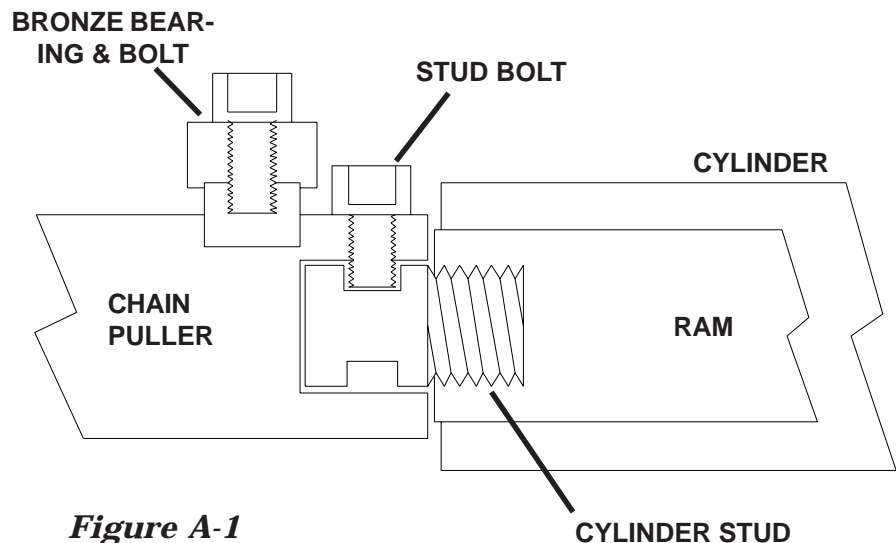 BRONZE BEAR-
ING & BOLT
STUD BOLT
CYLINDER
CHAIN
PULLER
RAM
Figure A-1
CYLINDER STUD